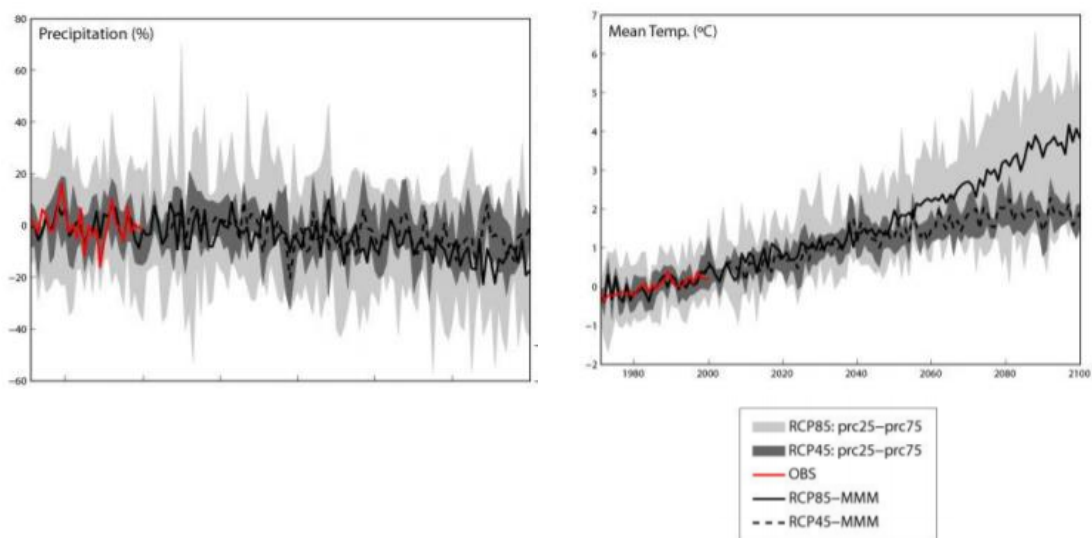 Precipitation (%)
80
60
40
20
0
−20
−40
−60
Mean Temp. (ºC)
7
6
5
4
3
2
1
0
−1
−2
1980 2000 2020 2040 2060 2080 2100
RCP85: prc25−prc75
RCP45: prc25−prc75
OBS
RCP85−MMM
RCP45−MMM